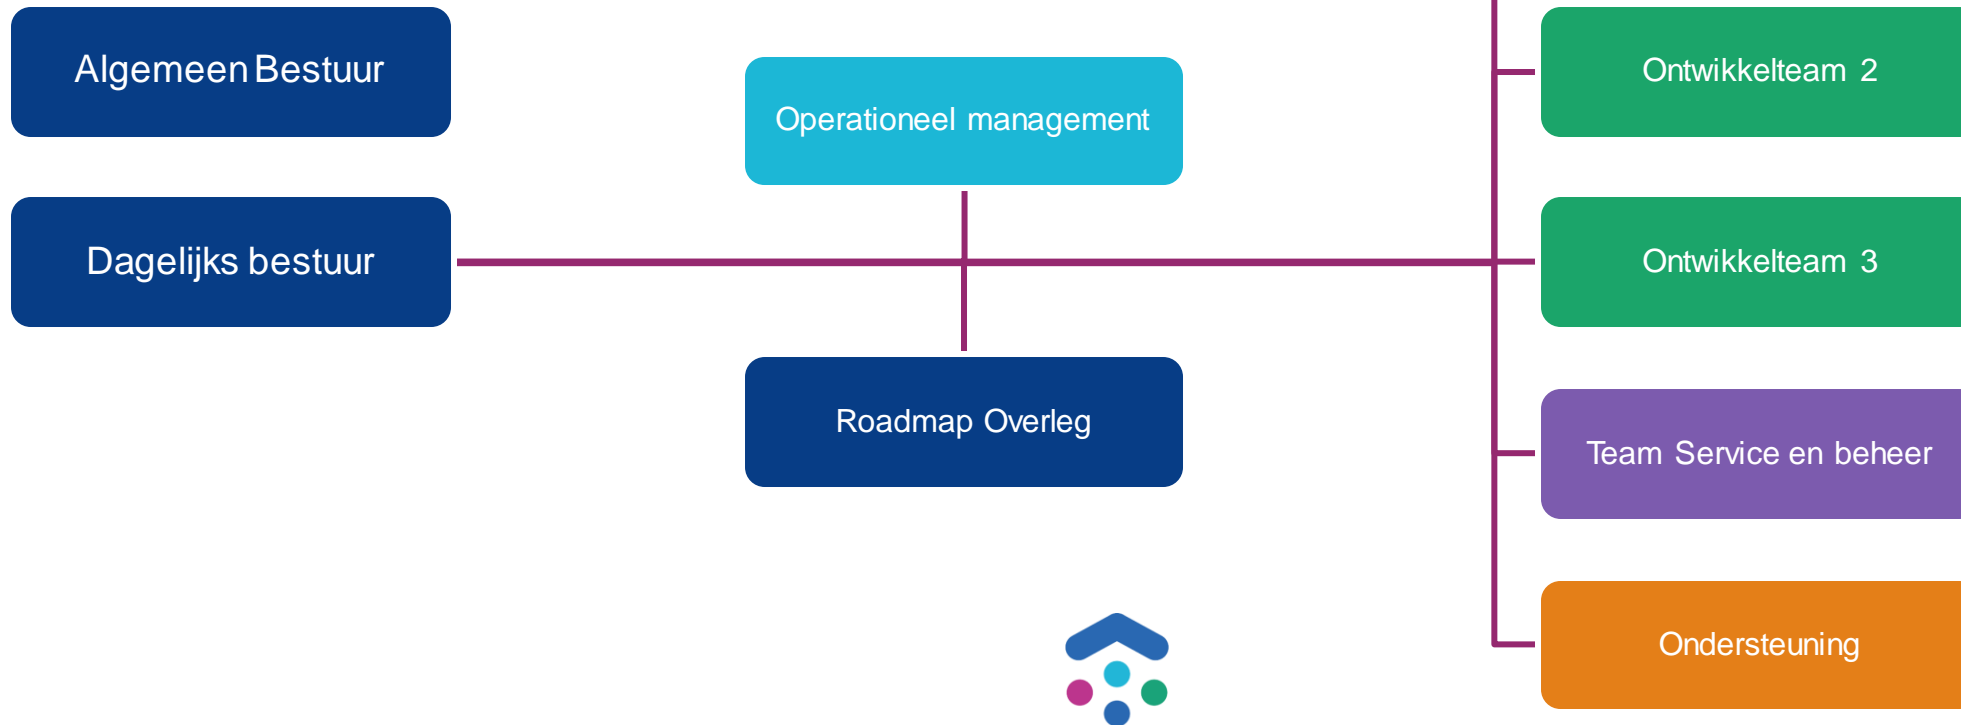 Algemeen Bestuur
Dagelijks bestuur
Operationeel management
Roadmap Overleg
Ontwikkelteam 2
Ontwikkelteam 3
Team Service en beheer
Ondersteuning